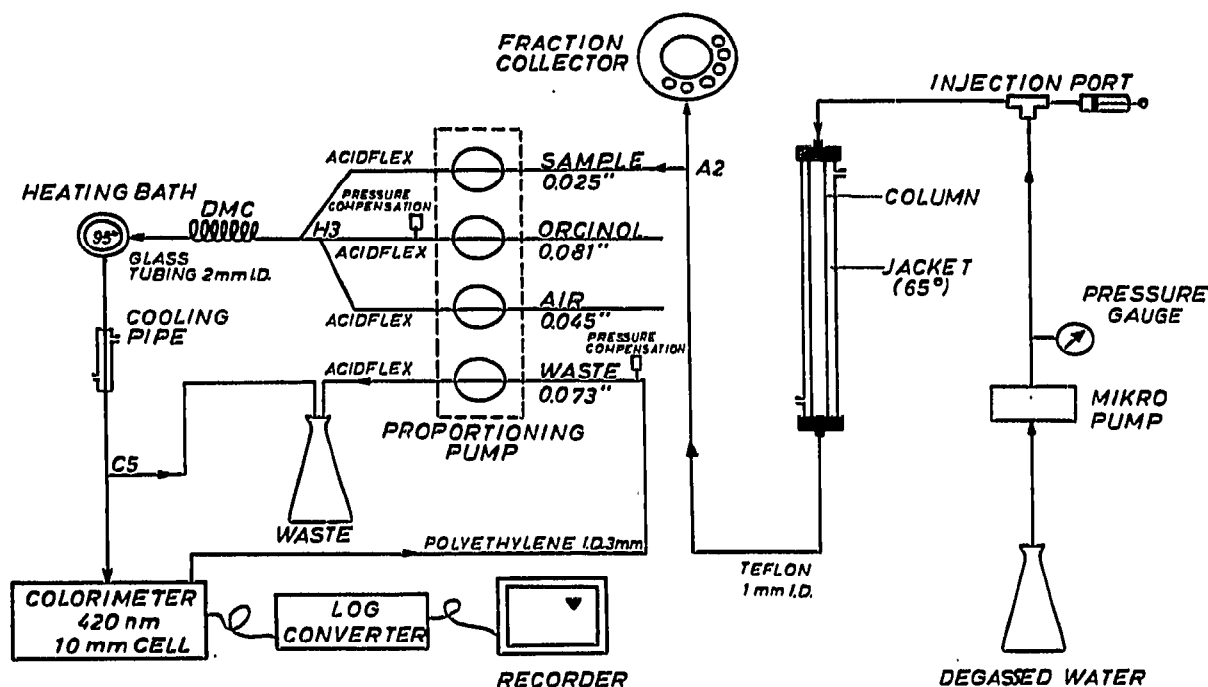 FRACTION
COLLECTOR
INJECTION PORT
ACIDFLEX
SAMPLE
0.025"
A2
HEATING BATH
95°
DMC
PRESSURE
COMPENSATION
H3
ORCINOL
0.081"
ACIDFLEX
GLASS
TUBING 2mm I.D.
COLUMN
JACKET
(65°)
AIR
0.045"
ACIDFLEX
PRESSURE
GAUGE
COOLING
PIPE
PRESSURE
COMPENSATION
ACIDFLEX
WASTE
0.073"
MIKRO
PUMP
PROPORTIONING
PUMP
C5
WASTE
POLYETHYLENE I.D.3mm
TEFLON
1 mm I.D.
COLORIMETER
420 nm
10 mm CELL
LOG
CONVERTER
RECORDER
DEGASSED WATER